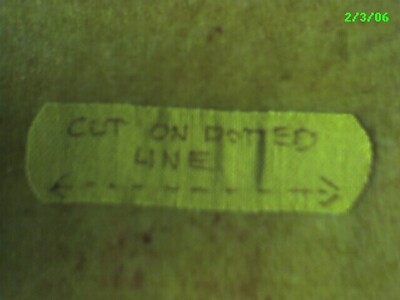 2/3/06
CUT ON DOTTED
LINE